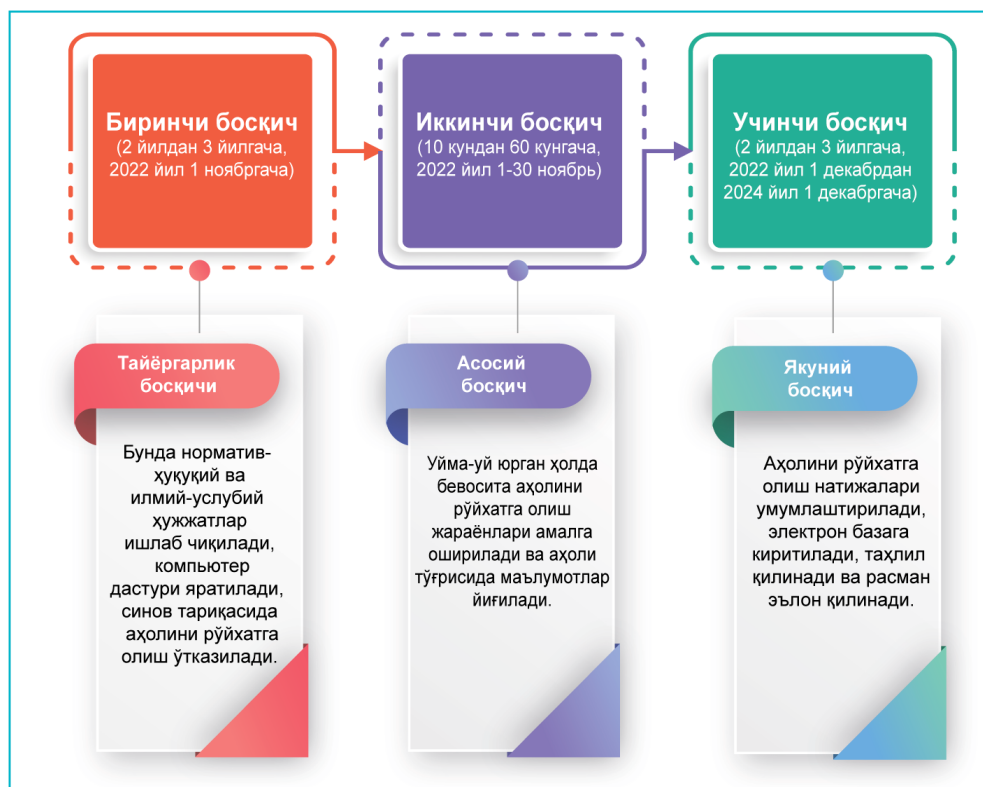 Биринчи босқич
(2 йилдан 3 йилгача,
2022 йил 1 ноябргача)
Иккинчи босқич
(10 кундан 60 кунгача,
2022 йил 1-30 ноябрь)
Учинчи босқич
(2 йилдан 3 йилгача,
2022 йил 1 декабрдан
2024 йил 1 декабргача)
Тайёргарлик
босқичи
Бунда норматив-
ҳуқуқий ва
илмий-услубий
ҳужжатлар
ишлаб чиқилади,
компьютер
дастури яратилади,
синов тариқасида
аҳолини рўйхатга
олиш ўтказилади.
Асосий
босқич
Уйма-уй юрган ҳолда
бевосита аҳолини
рўйхатга олиш
жараёнлари амалга
оширилади ва аҳоли
тўғрисида маълумотлар
йиғилади.
Якуний
босқич
Аҳолини рўйхатга
олиш натижалари
умумлаштирилади,
электрон базага
киритилади, таҳлил
қилинади ва расман
эълон қилинади.